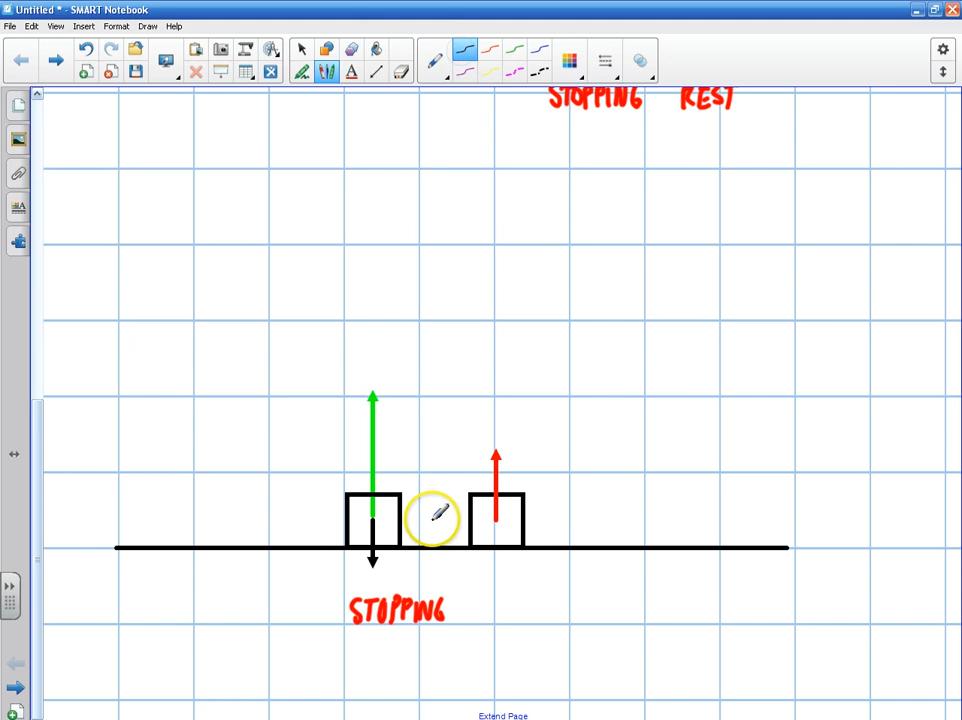 Untitled * - SMART Notebook
File Edit View Insert Format Draw Help
STOPPING REST
STOPPING
Extend Page